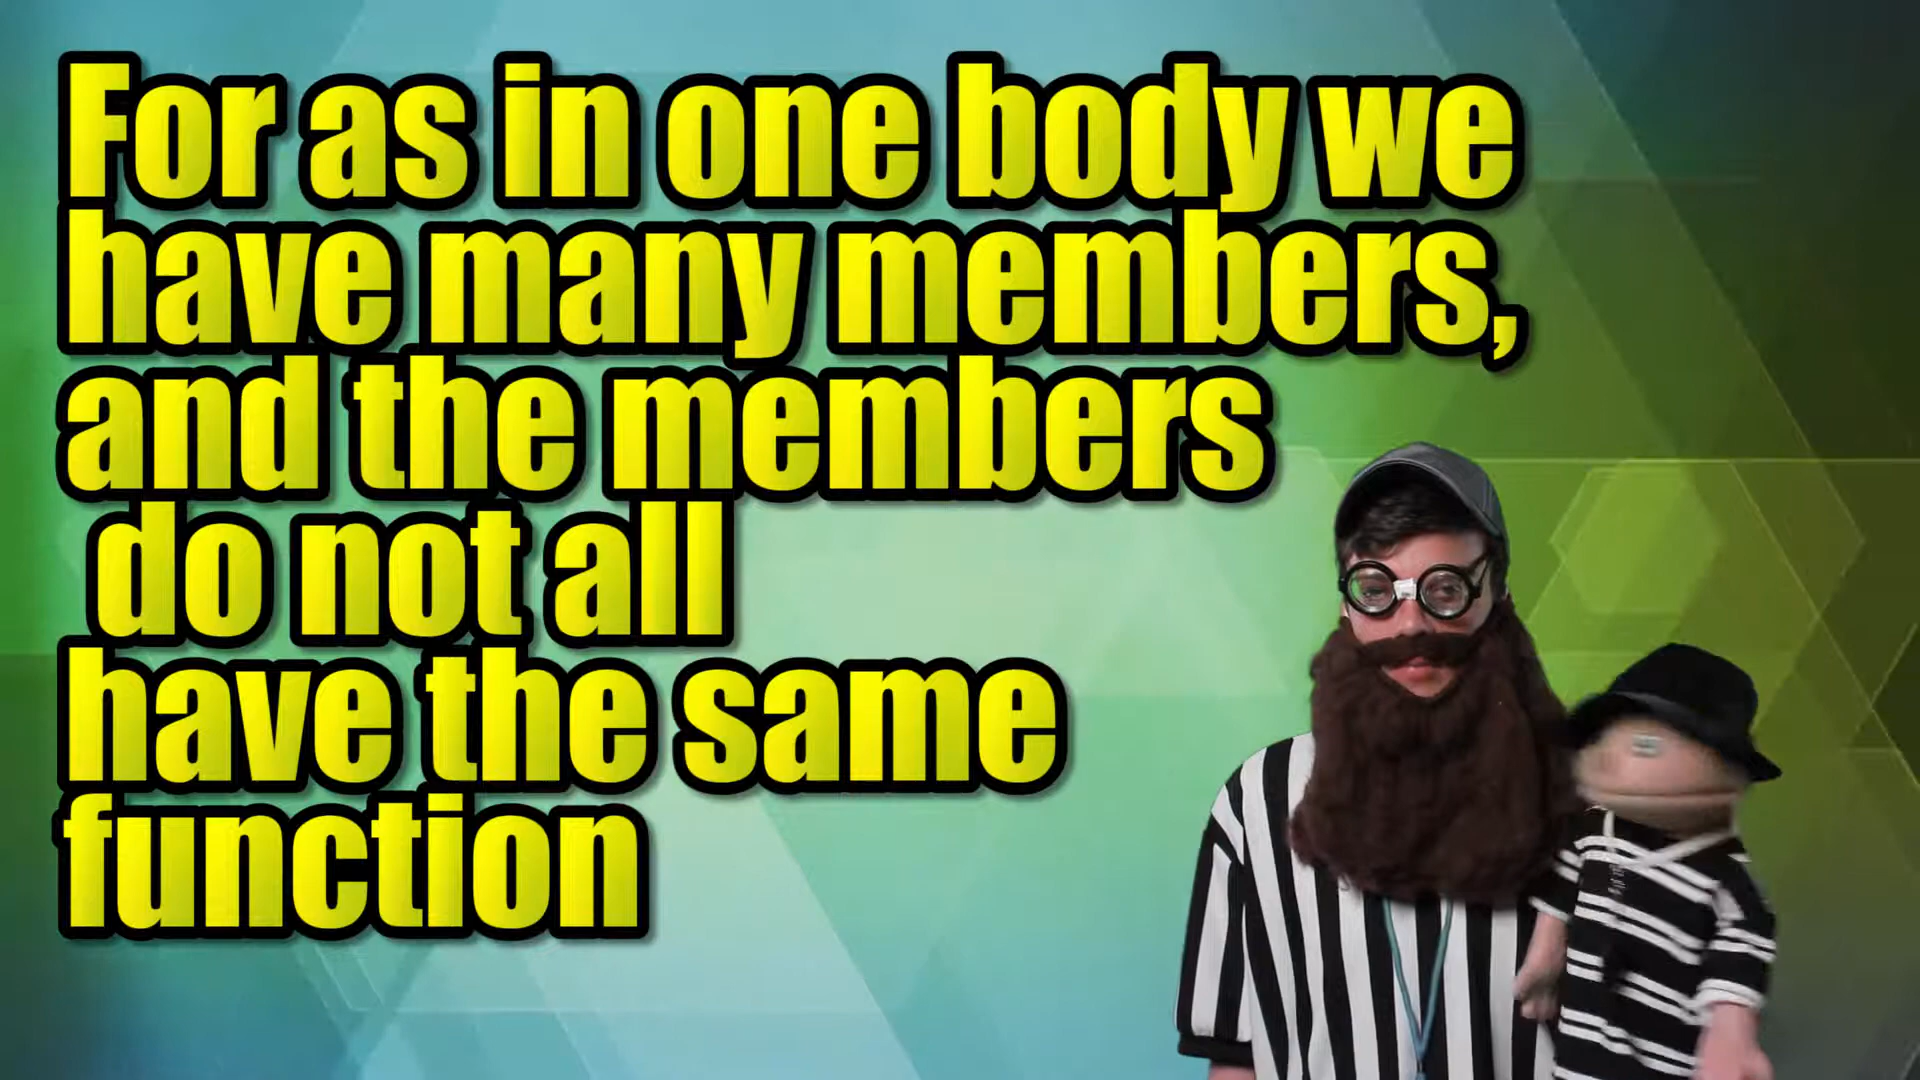 For as in one body we
have many members,
and the members
do not all
have the same
function